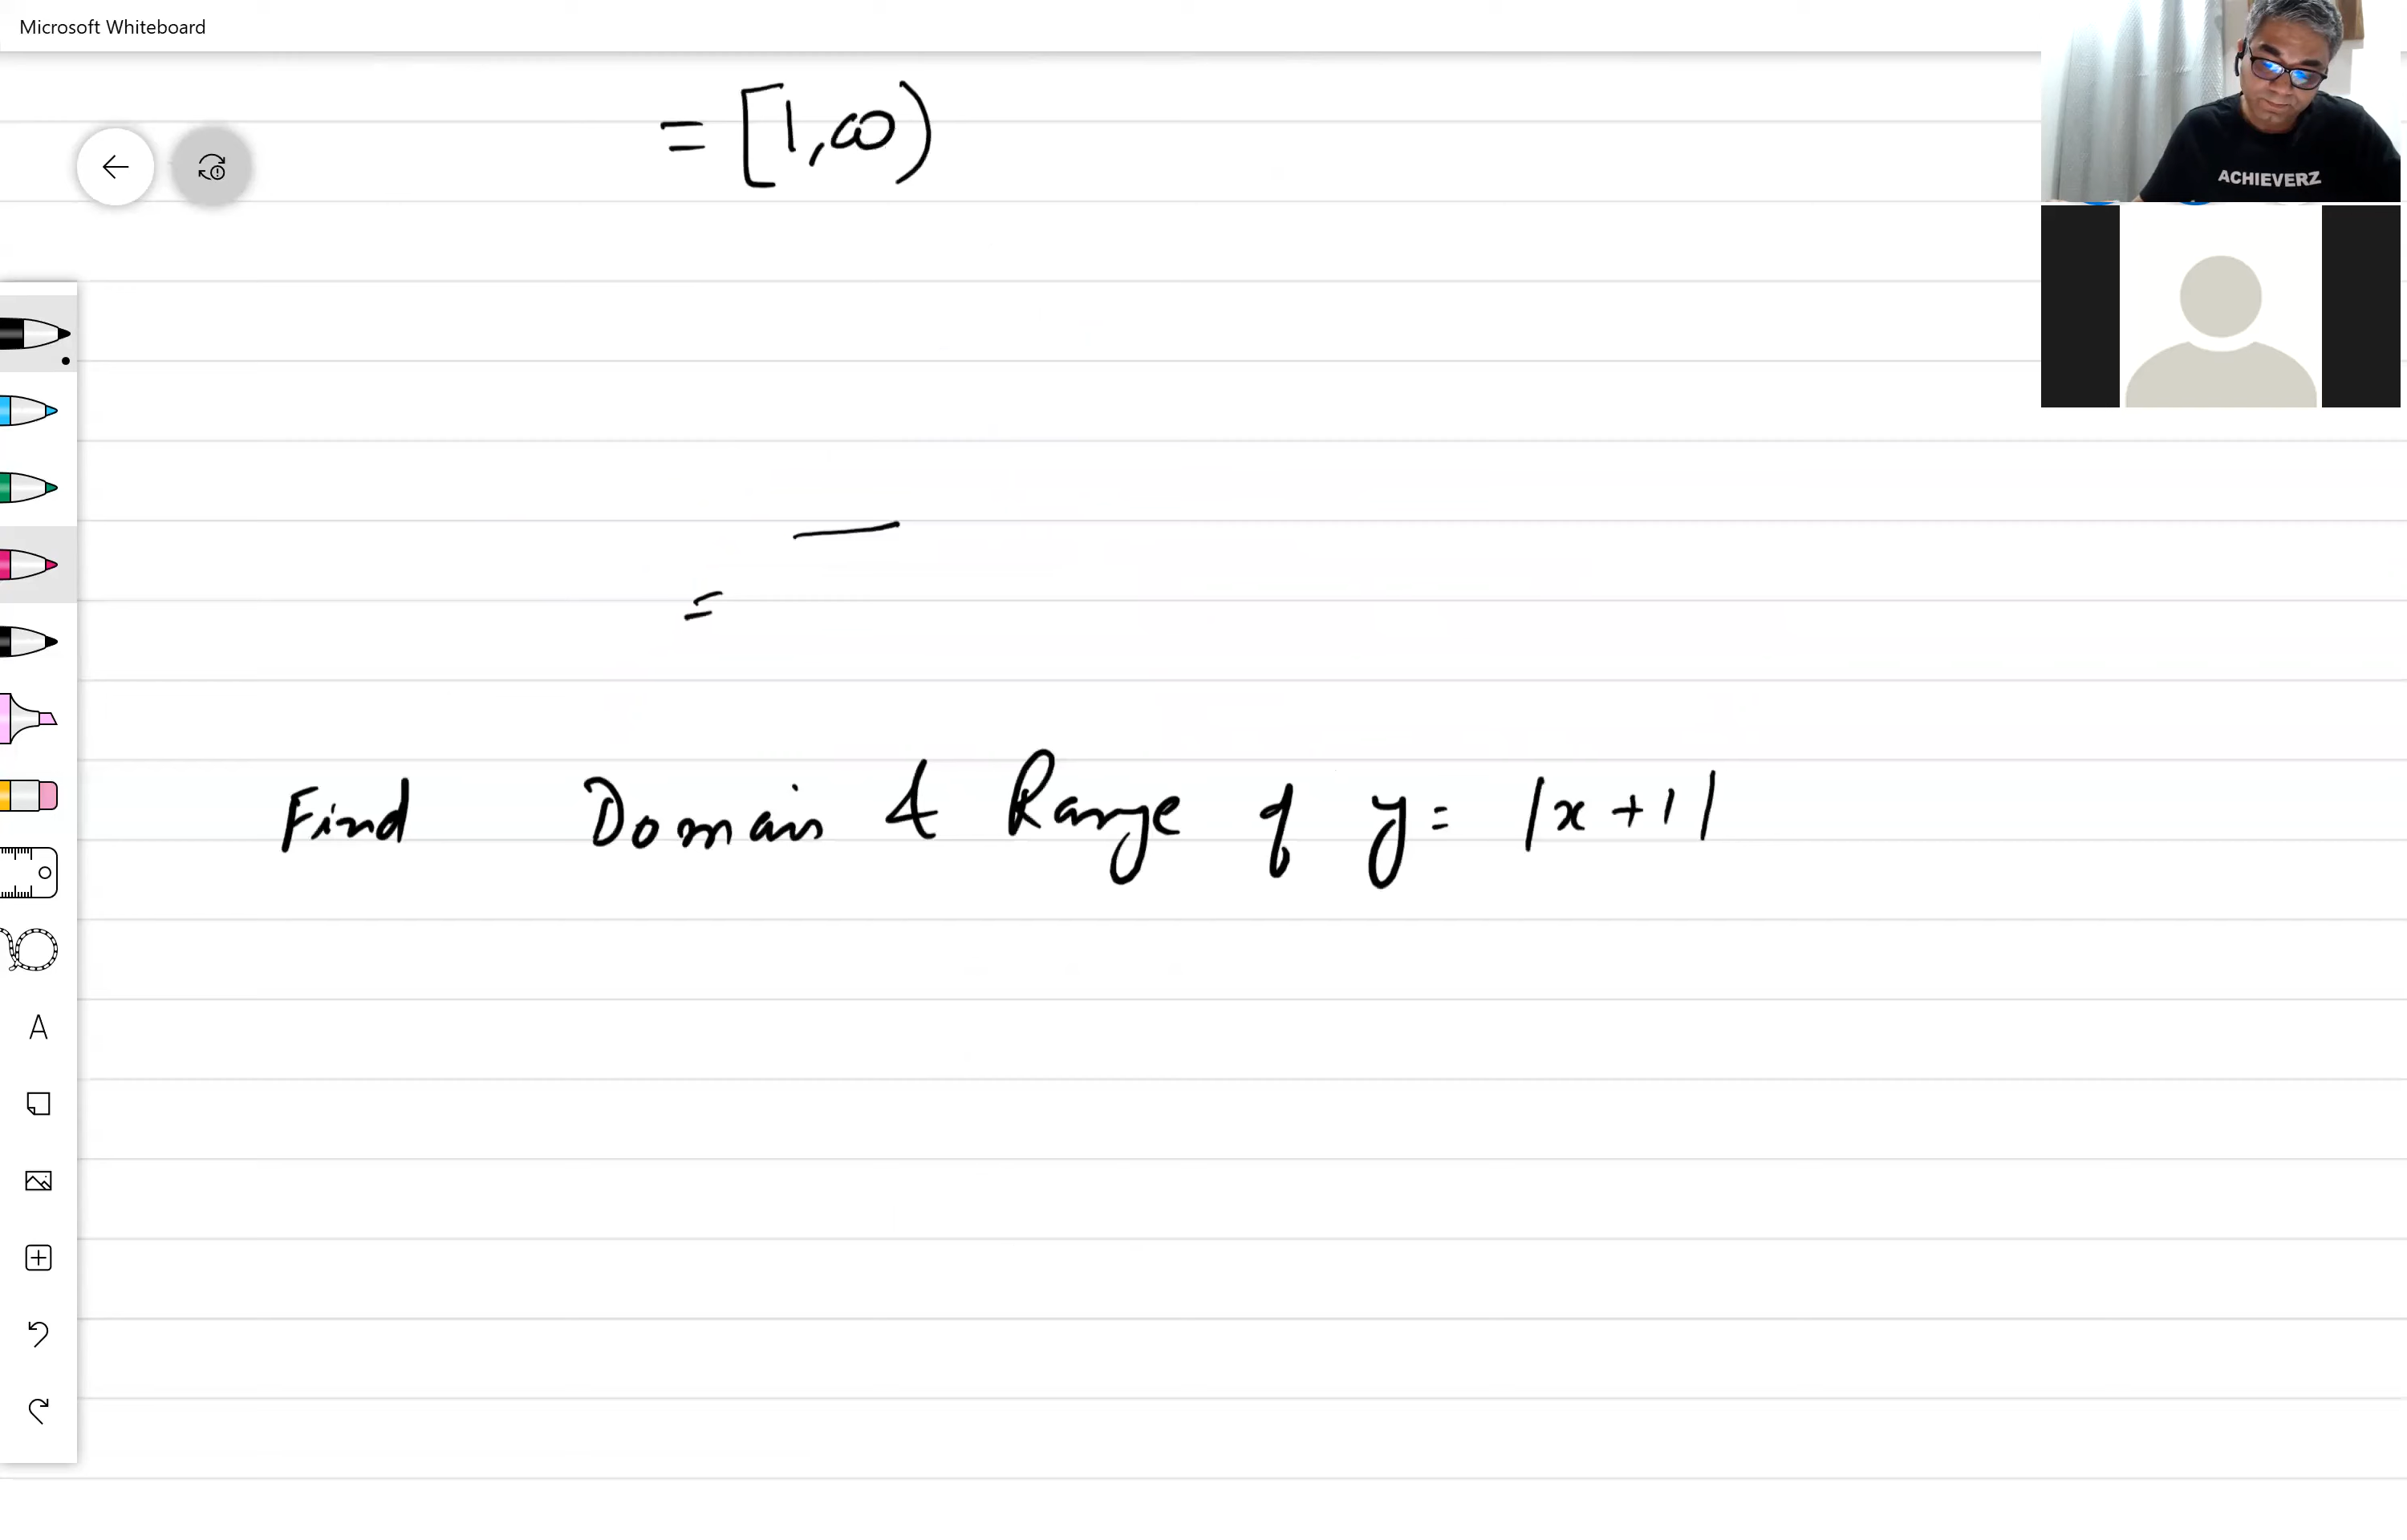 Microsoft Whiteboard
= [1,∞)
ACHIEVERZ
=
Find Domain & Range of y = |x + 1|
A